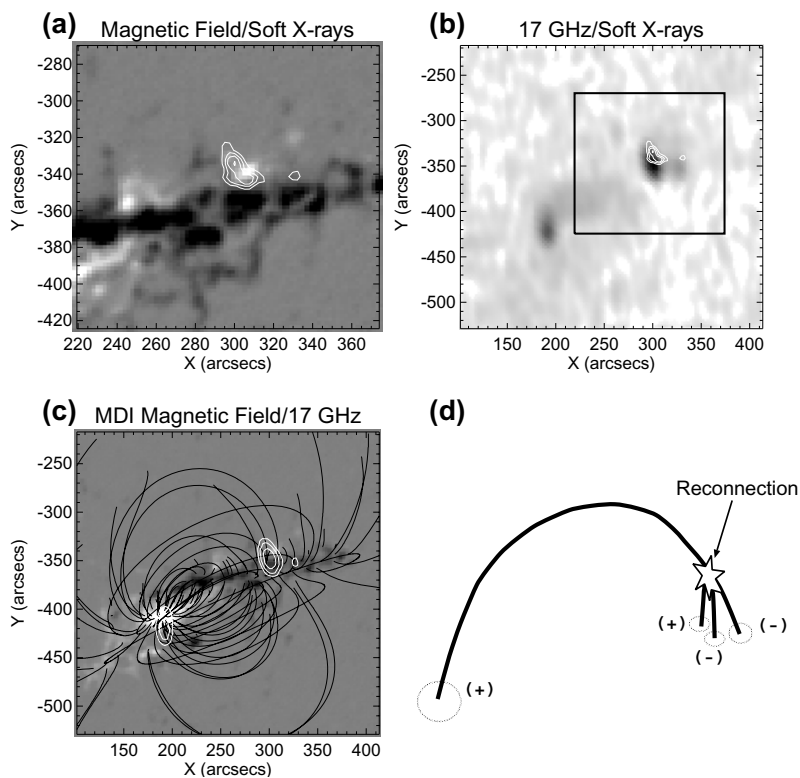 (a) Magnetic Field/Soft X-rays
-280
-300
-320
-340
-360
-380
-400
-420
Y (arcsecs)
220 240 260 280 300 320 340 360
X (arcsecs)
(b) 17 GHz/Soft X-rays
-250
-300
-350
-400
-450
-500
Y (arcsecs)
150 200 250 300 350 400
X (arcsecs)
(c) MDI Magnetic Field/17 GHz
-250
-300
-350
-400
-450
-500
Y (arcsecs)
150 200 250 300 350 400
X (arcsecs)
(d)
Reconnection
(+)
(-)
(-)
(+)